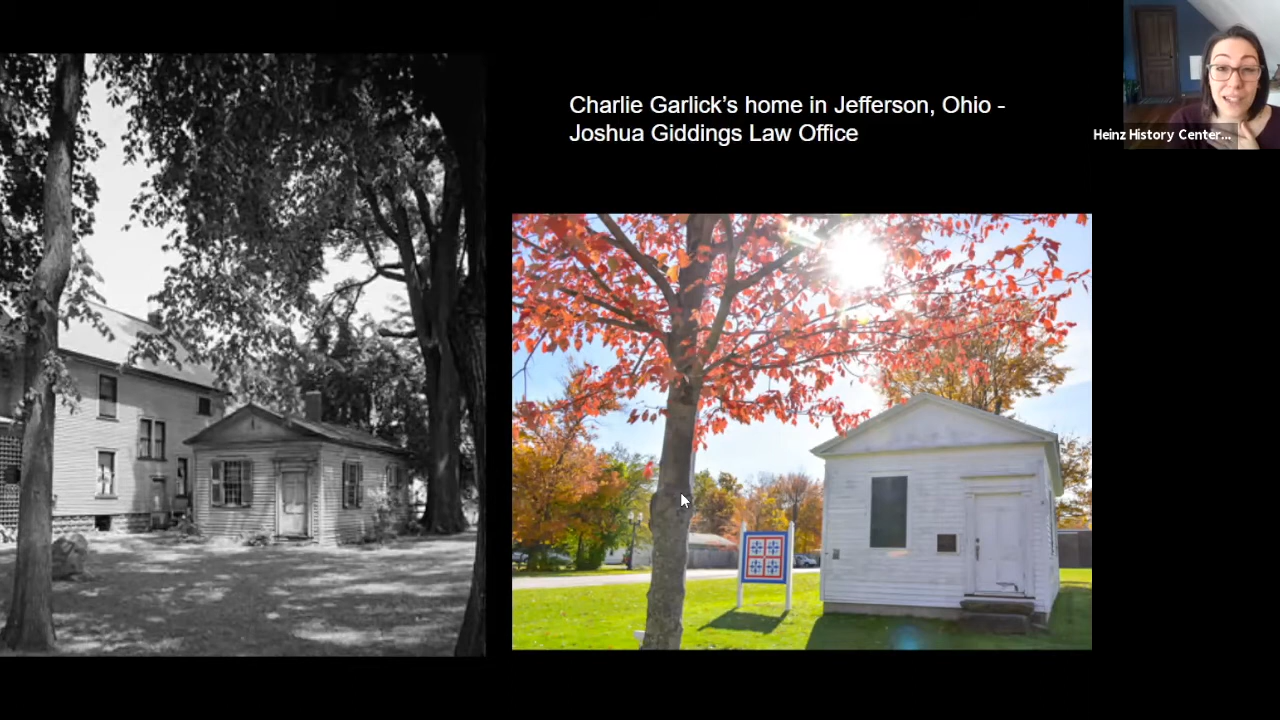 Charlie Garlick’s home in Jefferson, Ohio -
Joshua Giddings Law Office
Heinz History Center...